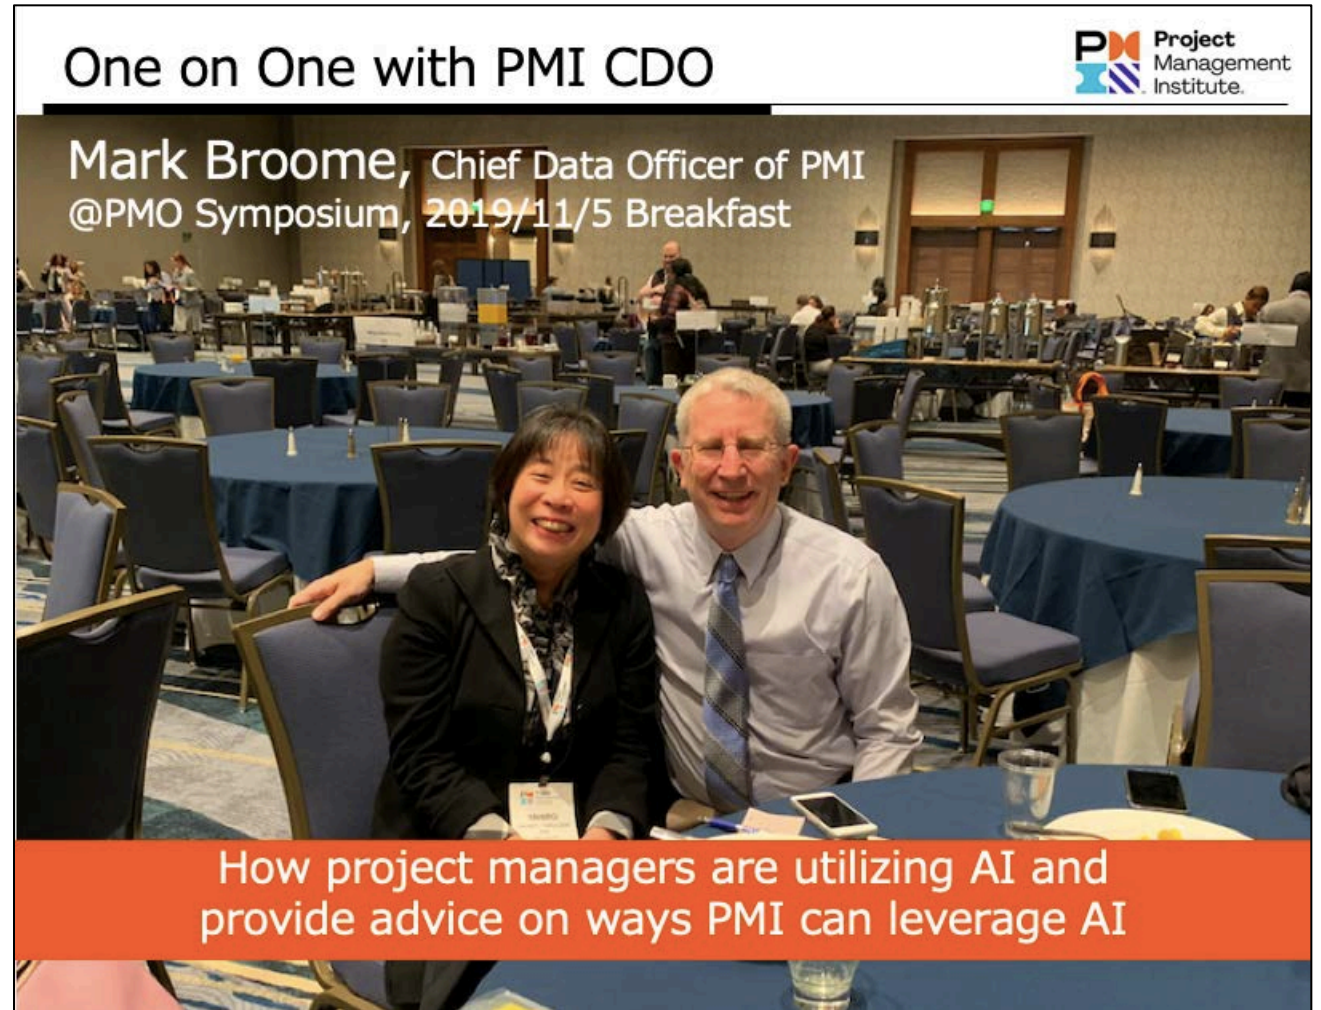 One on One with PMI CDO
Project
Management
Institute.
Mark Broome, Chief Data Officer of PMI
@PMO Symposium, 2019/11/5 Breakfast
How project managers are utilizing AI and
provide advice on ways PMI can leverage AI